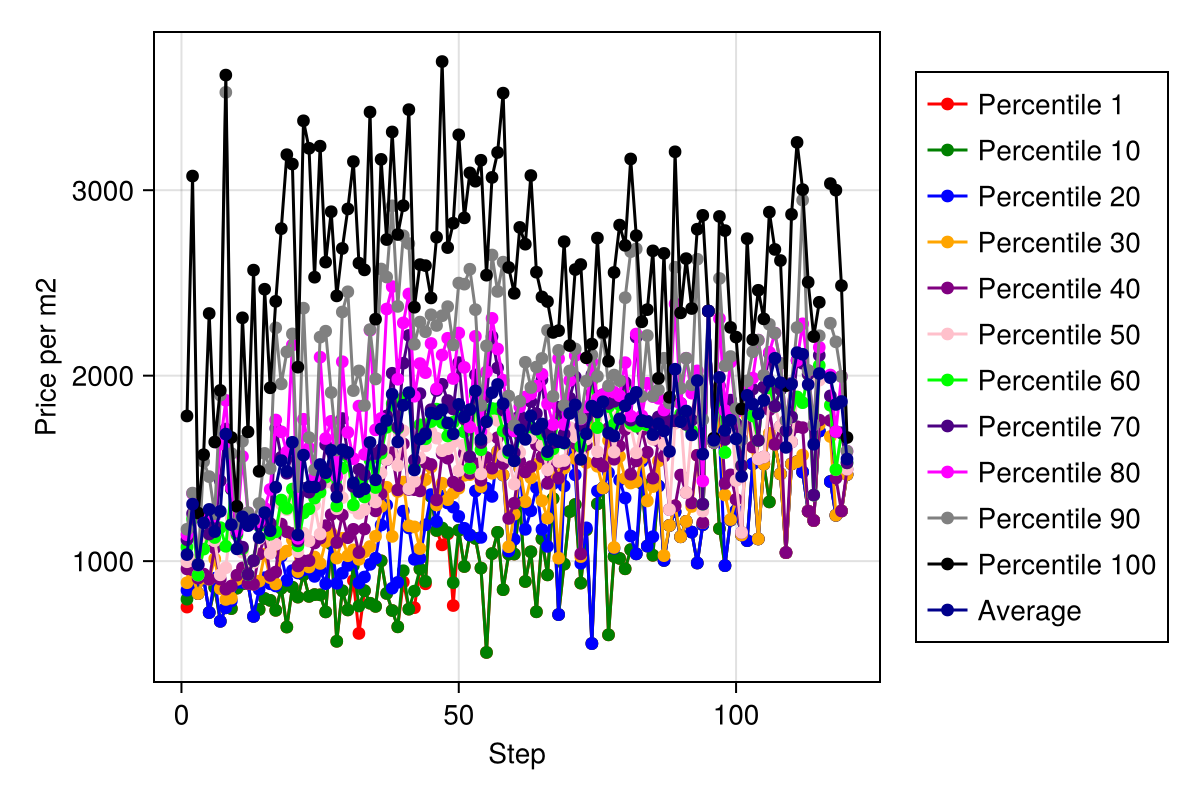 Price per m2
3000
2000
1000
0
50
100
Step
Percentile 1
Percentile 10
Percentile 20
Percentile 30
Percentile 40
Percentile 50
Percentile 60
Percentile 70
Percentile 80
Percentile 90
Percentile 100
Average